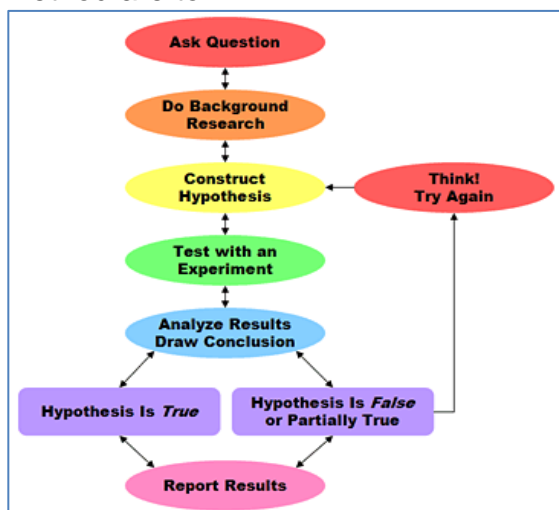 Ask Question
Do Background
Research
Construct
Hypothesis
Think!
Try Again
Test with an
Experiment
Analyze Results
Draw Conclusion
Hypothesis Is True
Hypothesis Is False
or Partially True
Report Results